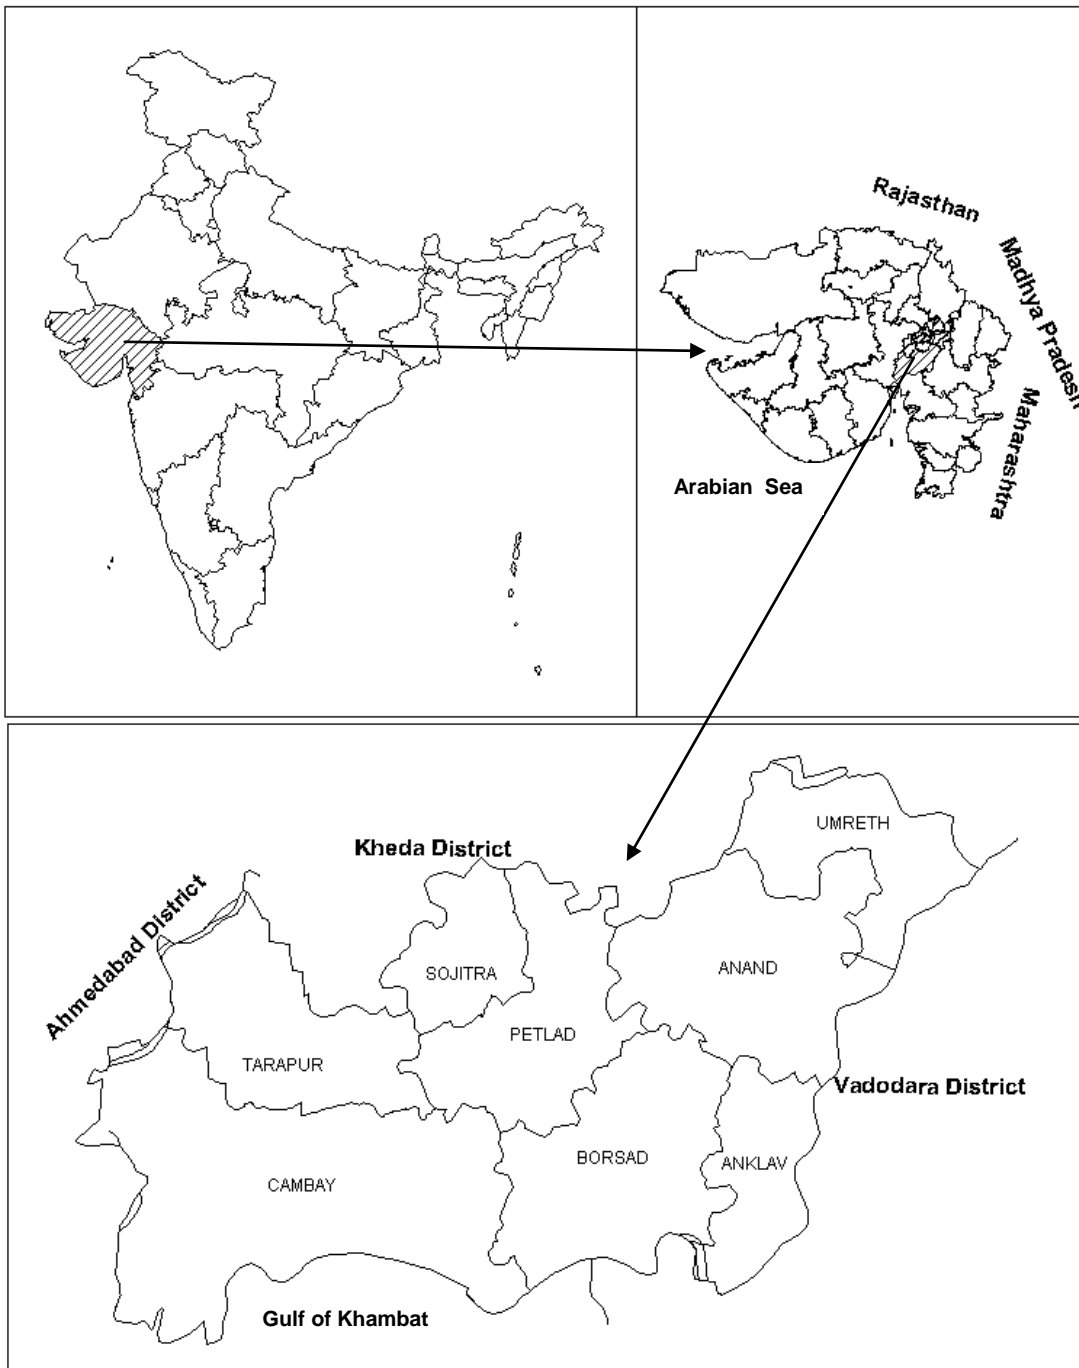 Rajasthan
Madhya Pradesh
Maharashtra
Arabian Sea
UMRETH
Kheda District
Ahmedabad District
SOJITRA
ANAND
PETLAD
TARAPUR
Vadodara District
BORSAD
ANKLAV
CAMBAY
Gulf of Khambat